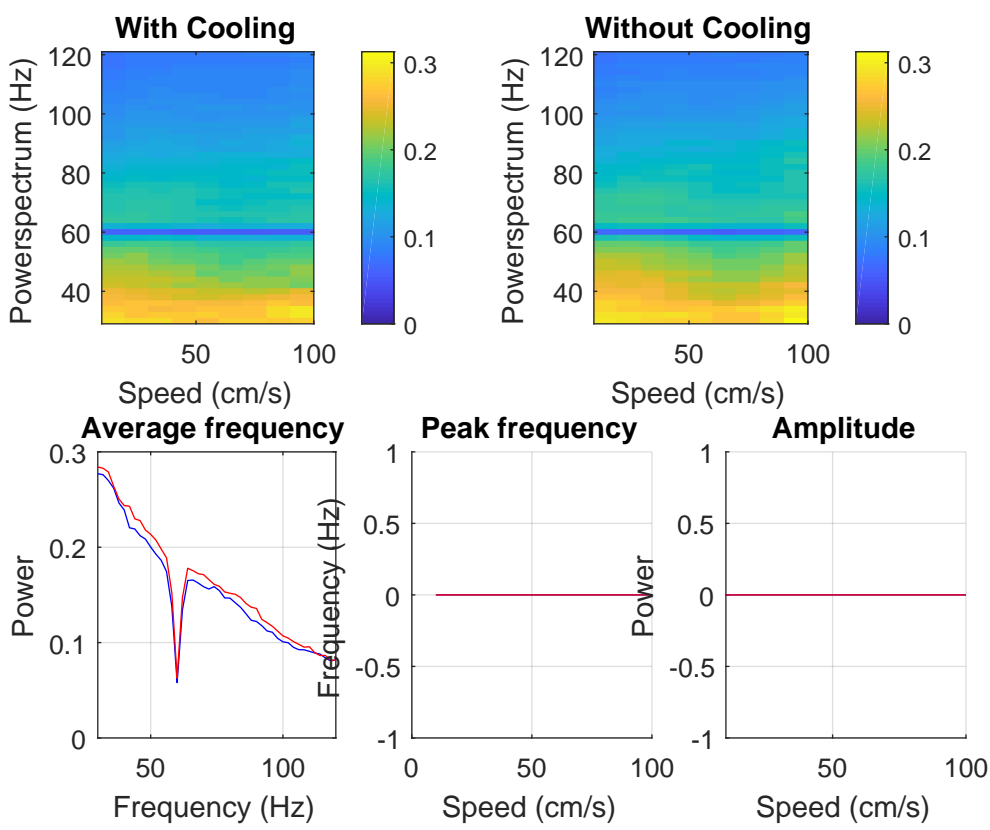 With Cooling
Powerspectrum (Hz)
120
100
80
60
40
50
100
Speed (cm/s)
0.3
0.2
0.1
0
Without Cooling
Powerspectrum (Hz)
120
100
80
60
40
50
100
Speed (cm/s)
0.3
0.2
0.1
0
Average frequency
Power
0.3
0.2
0.1
0
50
100
Frequency (Hz)
Peak frequency
Frequency (Hz)
1
0.5
0
-0.5
-1
0
50
100
Speed (cm/s)
Amplitude
Power
1
0.5
0
-0.5
-1
50
100
Speed (cm/s)